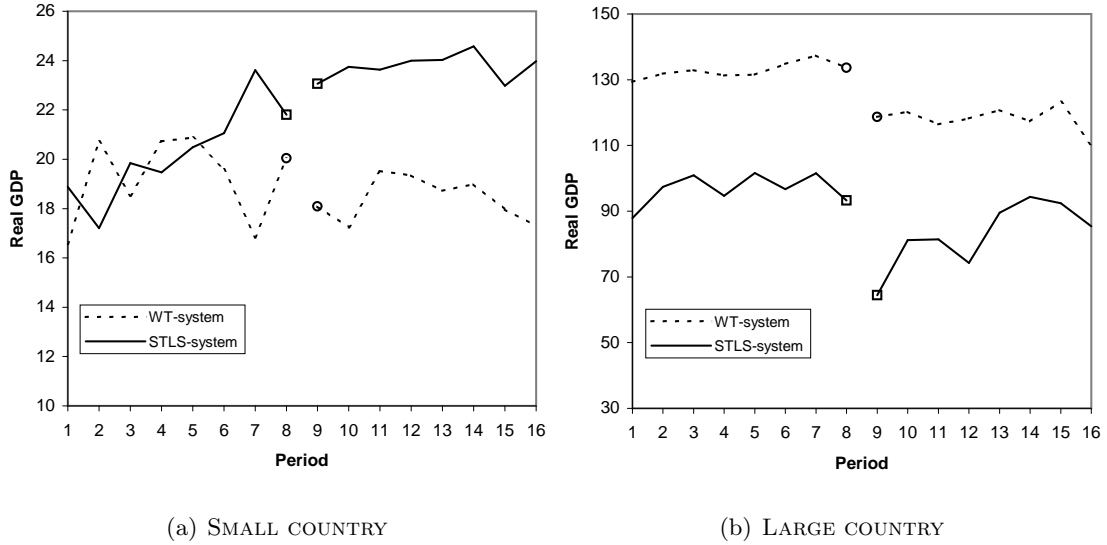 26
24
22
20
18
16
14
12
10
Real GDP
WT-system
STLS-system
1 2 3 4 5 6 7 8 9 10 11 12 13 14 15 16
Period
(a) SMALL COUNTRY
150
130
110
90
70
50
30
Real GDP
WT-system
STLS-system
1 2 3 4 5 6 7 8 9 10 11 12 13 14 15 16
Period
(b) LARGE COUNTRY